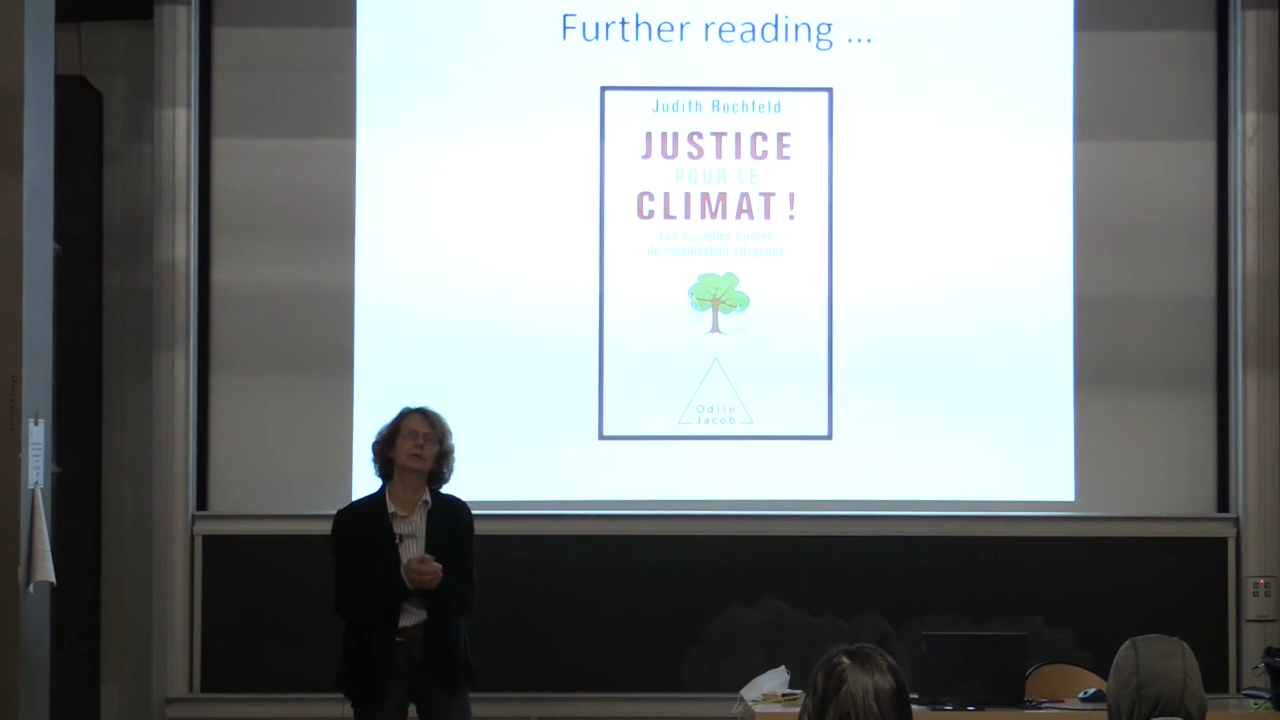 Further reading ...
Judith Rochfeld
JUSTICE
POUR LE
CLIMAT !
Les nouvelles formes
de mobilisation citoyenne
Odile
Jacob